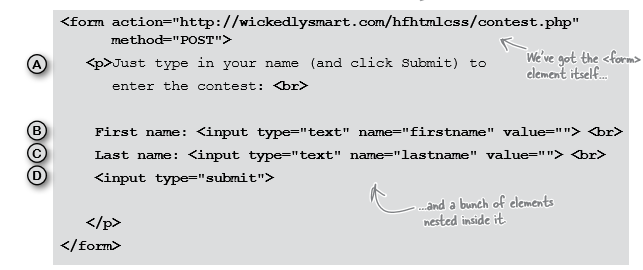 <form action="http://wickedlysmart.com/hfhtmlcss/contest.php"
method="POST">
We've got the <form>
element itself...
A <p>Just type in your name (and click Submit) to
enter the contest: <br>
B First name: <input type="text" name="firstname" value=""> <br>
C Last name: <input type="text" name="lastname" value=""> <br>
D <input type="submit">
...and a bunch of elements
nested inside it.
</p>
</form>